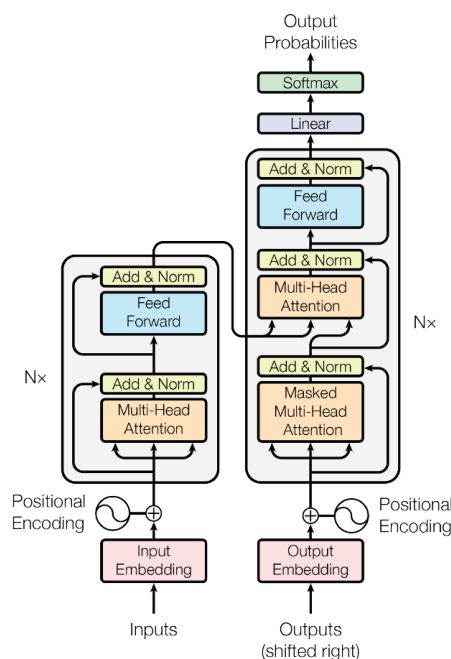 Output
Probabilities
Softmax
Linear
Add & Norm
Feed
Forward
Add & Norm
Multi-Head
Attention
Add & Norm
Masked
Multi-Head
Attention
Nx
Positional
Encoding
Output
Embedding
Outputs
(shifted right)
Add & Norm
Feed
Forward
Add & Norm
Multi-Head
Attention
N×
Positional
Encoding
Input
Embedding
Inputs